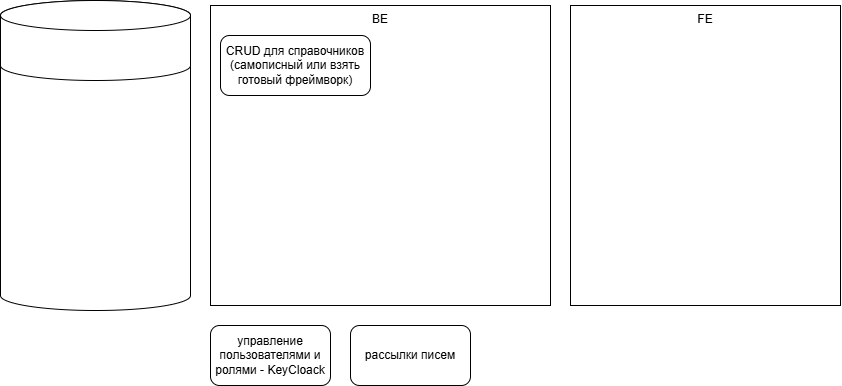 BE
FE
CRUD для справочников
(самописный или взять
готовый фреймворк)
управление
пользователями и
ролями - KeyCloack
рассылки писем